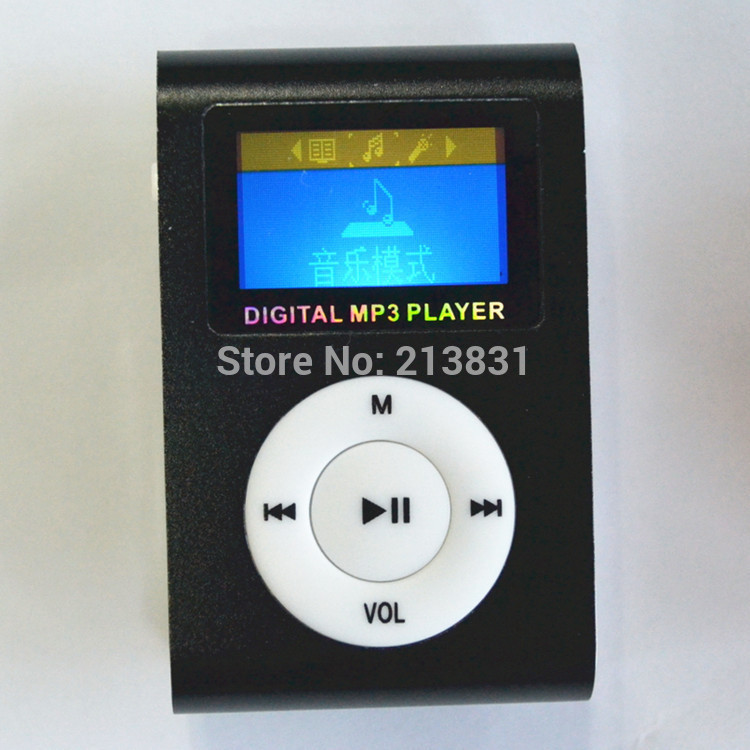 音乐模式
DIGITAL MP3 PLAYER
Store No: 213831
M
VOL